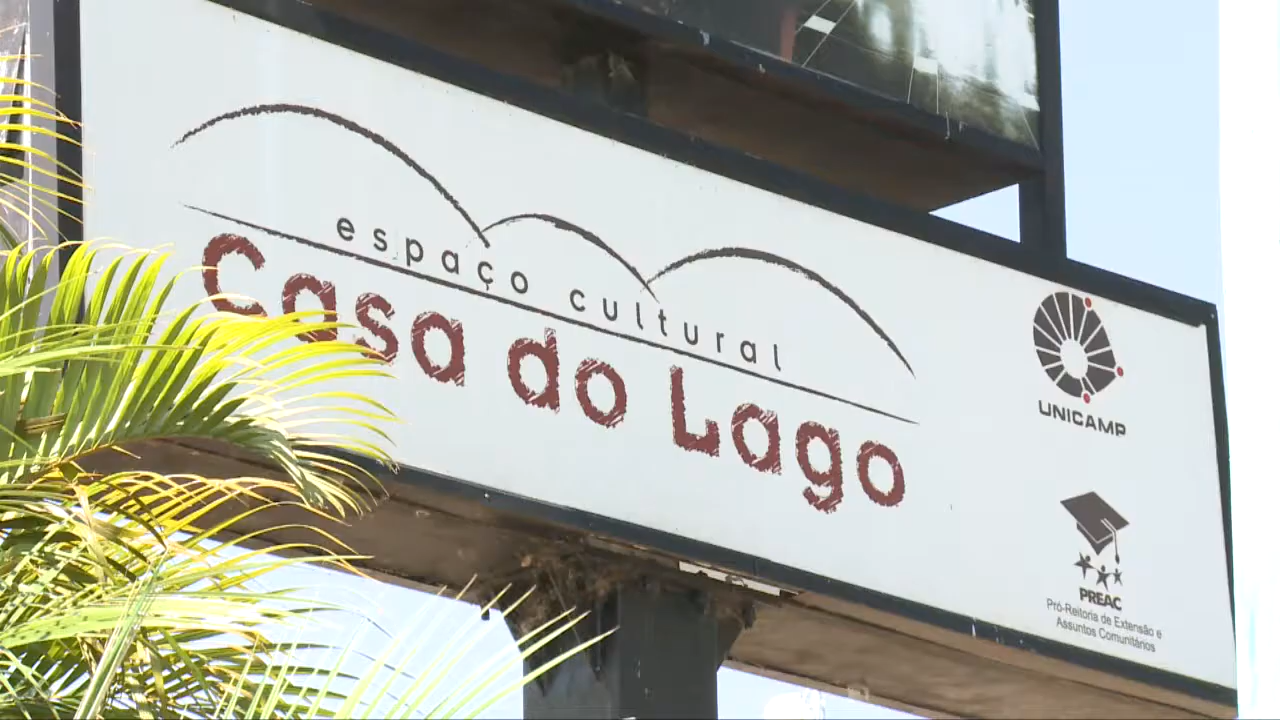 espaço cultural
Casa do Lago
UNICAMP
PREAC
Pró-Reitoria de Extensão e
Assuntos Comunitários